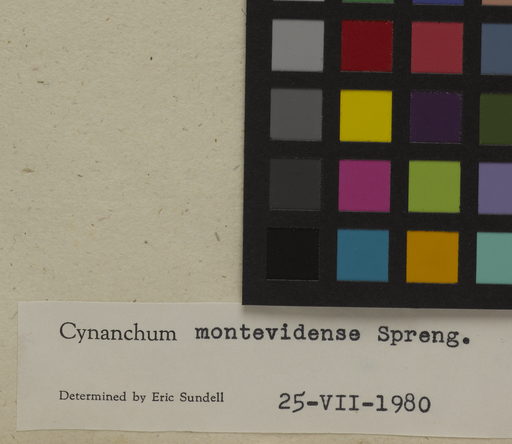 Cynanchum montevidense Spreng.
Determined by Eric Sundell 25-VII-1980